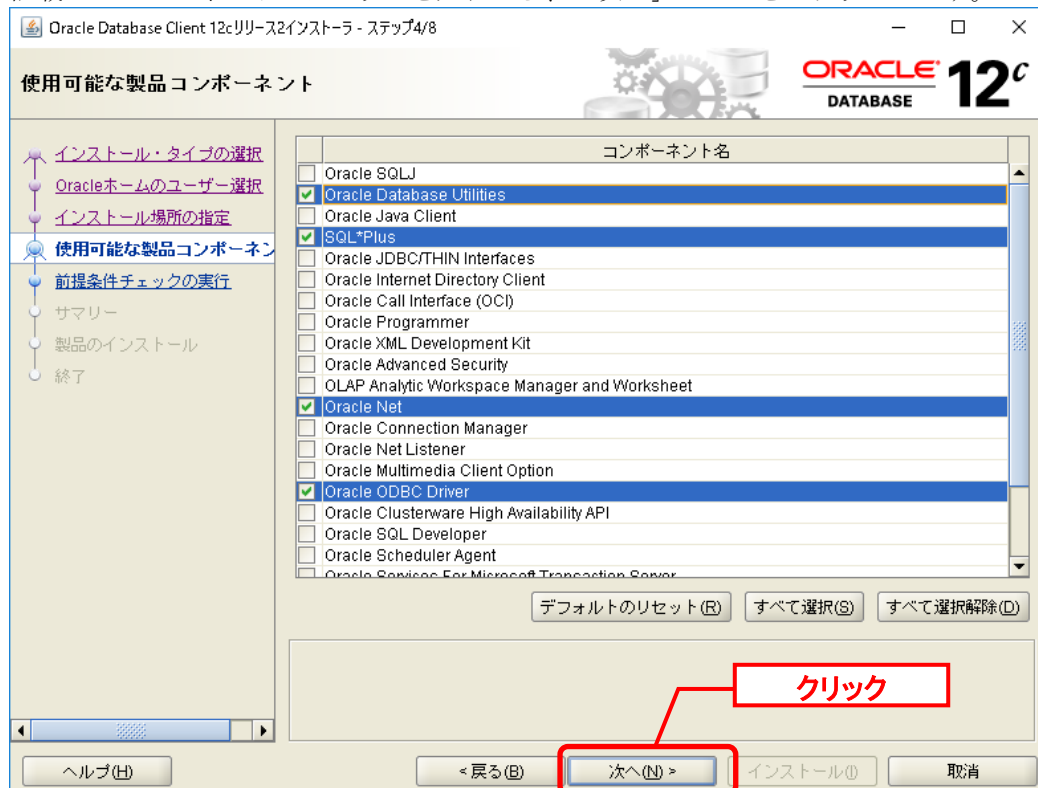 Oracle Database Client 12cリリース2インストーラ - ステップ4/8
使用可能な製品コンポーネント
ORACLE
DATABASE
12c
インストール・タイプの選択
Oracleホームのユーザー選択
インストール場所の指定
使用可能な製品コンポーネン
前提条件チェックの実行
サマリー
製品のインストール
終了
コンポーネント名
Oracle SQLJ
Oracle Database Utilities
Oracle Java Client
SQL*Plus
Oracle JDBC/THIN Interfaces
Oracle Internet Directory Client
Oracle Call Interface (OCI)
Oracle Programmer
Oracle XML Development Kit
Oracle Advanced Security
OLAP Analytic Workspace Manager and Worksheet
Oracle Net
Oracle Connection Manager
Oracle Net Listener
Oracle Multimedia Client Option
Oracle ODBC Driver
Oracle Clusterware High Availability API
Oracle SQL Developer
Oracle Scheduler Agent
Oracle Services For Microsoft Transaction Server
デフォルトのリセット(R) すべて選択(S) すべて選択解除(D)
クリック
ヘルプ(H) <戻る(B) 次へ(N)> インストール(I) 取消